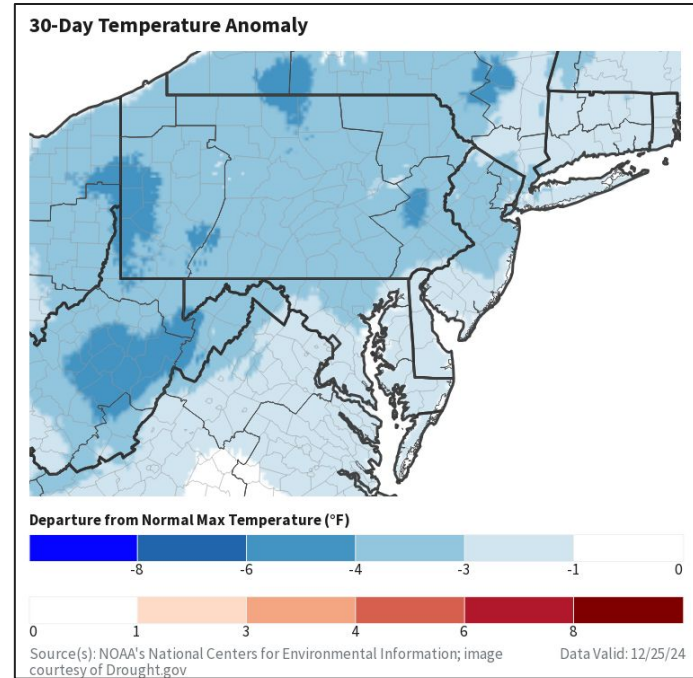 30-Day Temperature Anomaly
Departure from Normal Max Temperature (°F)
-8 -6 -4 -3 -1 0
0 1 3 4 6 8
Source(s): NOAA's National Centers for Environmental Information; image Data Valid: 12/25/24
courtesy of Drought.gov